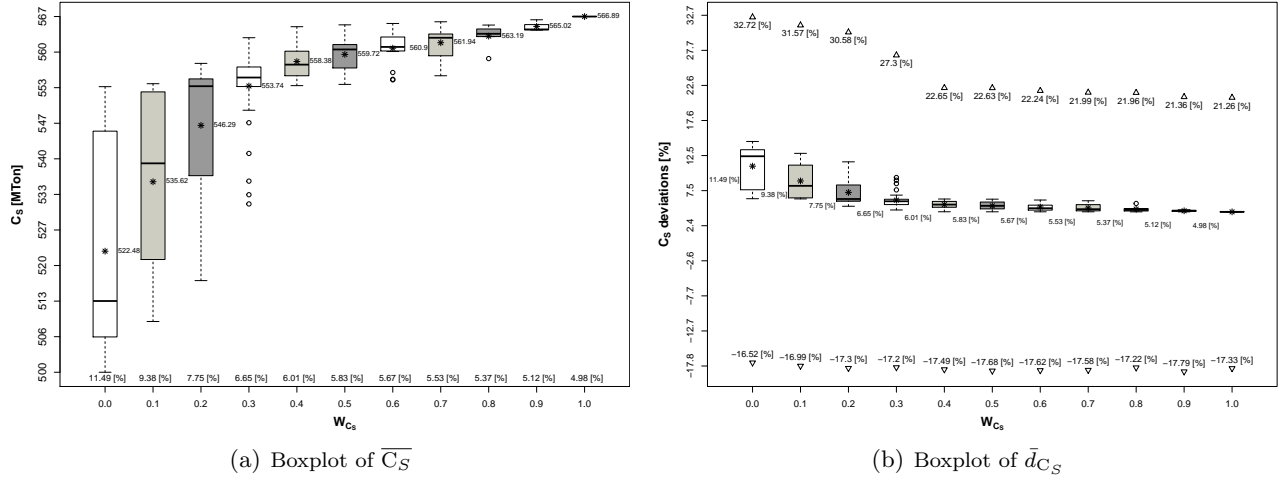 567
560
553
547
540
533
527
520
513
506
500
C_S [MTon]
522.48
535.62
546.29
553.74
558.38
559.72
560.9
561.94
563.19
565.02
566.89
11.49 [%] 9.38 [%] 7.75 [%] 6.65 [%] 6.01 [%] 5.83 [%] 5.67 [%] 5.53 [%] 5.37 [%] 5.12 [%] 4.98 [%]
0.0 0.1 0.2 0.3 0.4 0.5 0.6 0.7 0.8 0.9 1.0
W_{C_S}
(a) Boxplot of \overline{C_S}
32.7
27.7
22.6
17.6
12.5
7.5
2.4
−2.6
−7.7
−12.7
−17.8
C_S deviations [%]
32.72 [%] 31.57 [%] 30.58 [%] 27.3 [%] 22.65 [%] 22.63 [%] 22.24 [%] 21.99 [%] 21.96 [%] 21.36 [%] 21.26 [%]
11.49 [%] 9.38 [%] 7.75 [%] 6.65 [%] 6.01 [%] 5.83 [%] 5.67 [%] 5.53 [%] 5.37 [%] 5.12 [%] 4.98 [%]
−16.52 [%] −16.99 [%] −17.3 [%] −17.2 [%] −17.49 [%] −17.68 [%] −17.62 [%] −17.58 [%] −17.22 [%] −17.79 [%] −17.33 [%]
0.0 0.1 0.2 0.3 0.4 0.5 0.6 0.7 0.8 0.9 1.0
W_{C_S}
(b) Boxplot of \bar{d}_{C_S}